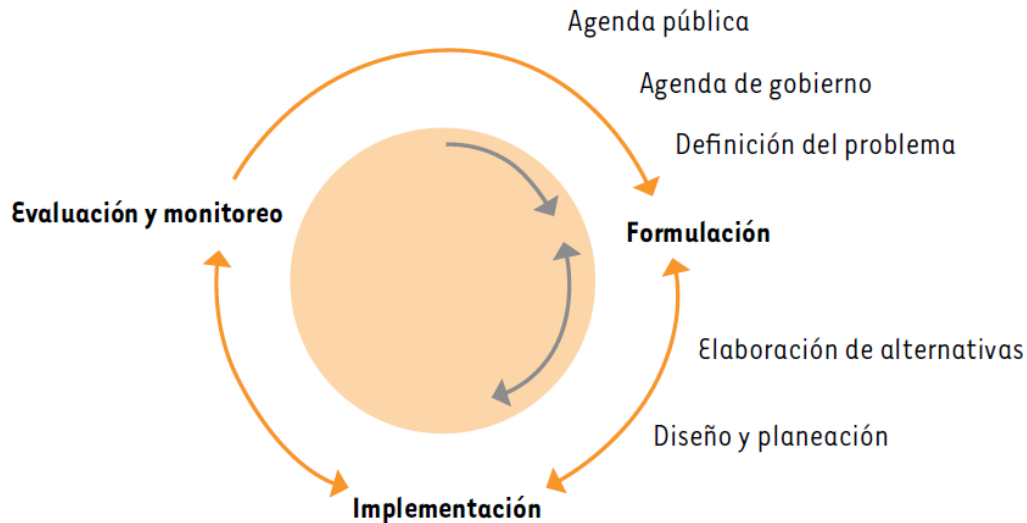 Agenda pública
Agenda de gobierno
Definición del problema
Evaluación y monitoreo
Formulación
Elaboración de alternativas
Diseño y planeación
Implementación